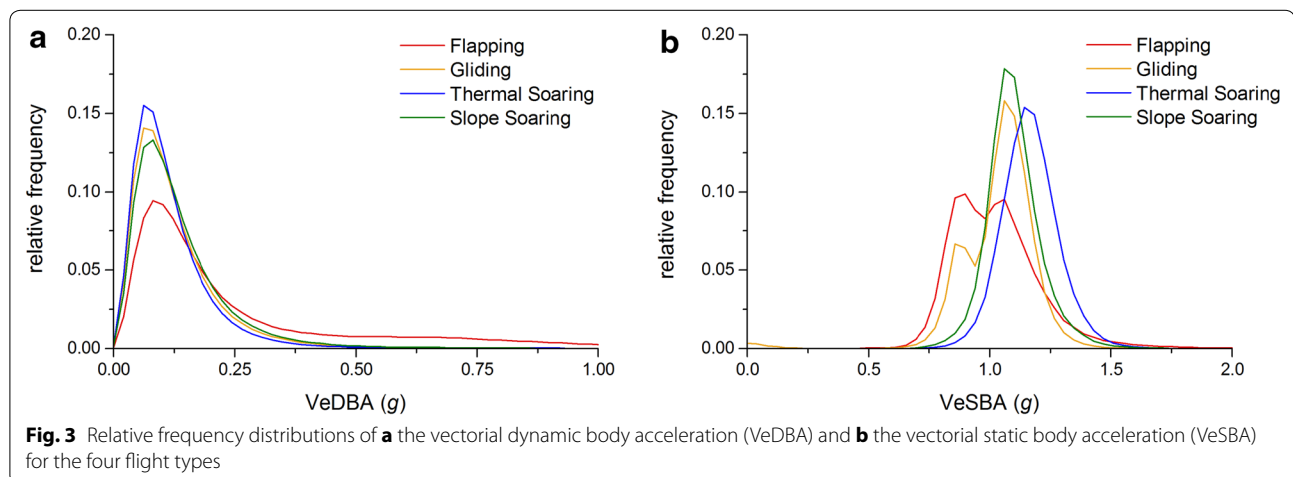 a
0.20
0.15
0.10
0.05
0.00
relative frequency
Flapping
Gliding
Thermal Soaring
Slope Soaring
0.00
0.25
0.50
0.75
1.00
VeDBA (g)
b
0.20
0.15
0.10
0.05
0.00
relative frequency
Flapping
Gliding
Thermal Soaring
Slope Soaring
0.0
0.5
1.0
1.5
2.0
VeSBA (g)
Fig. 3 Relative frequency distributions of a the vectorial dynamic body acceleration (VeDBA) and b the vectorial static body acceleration (VeSBA)
for the four flight types